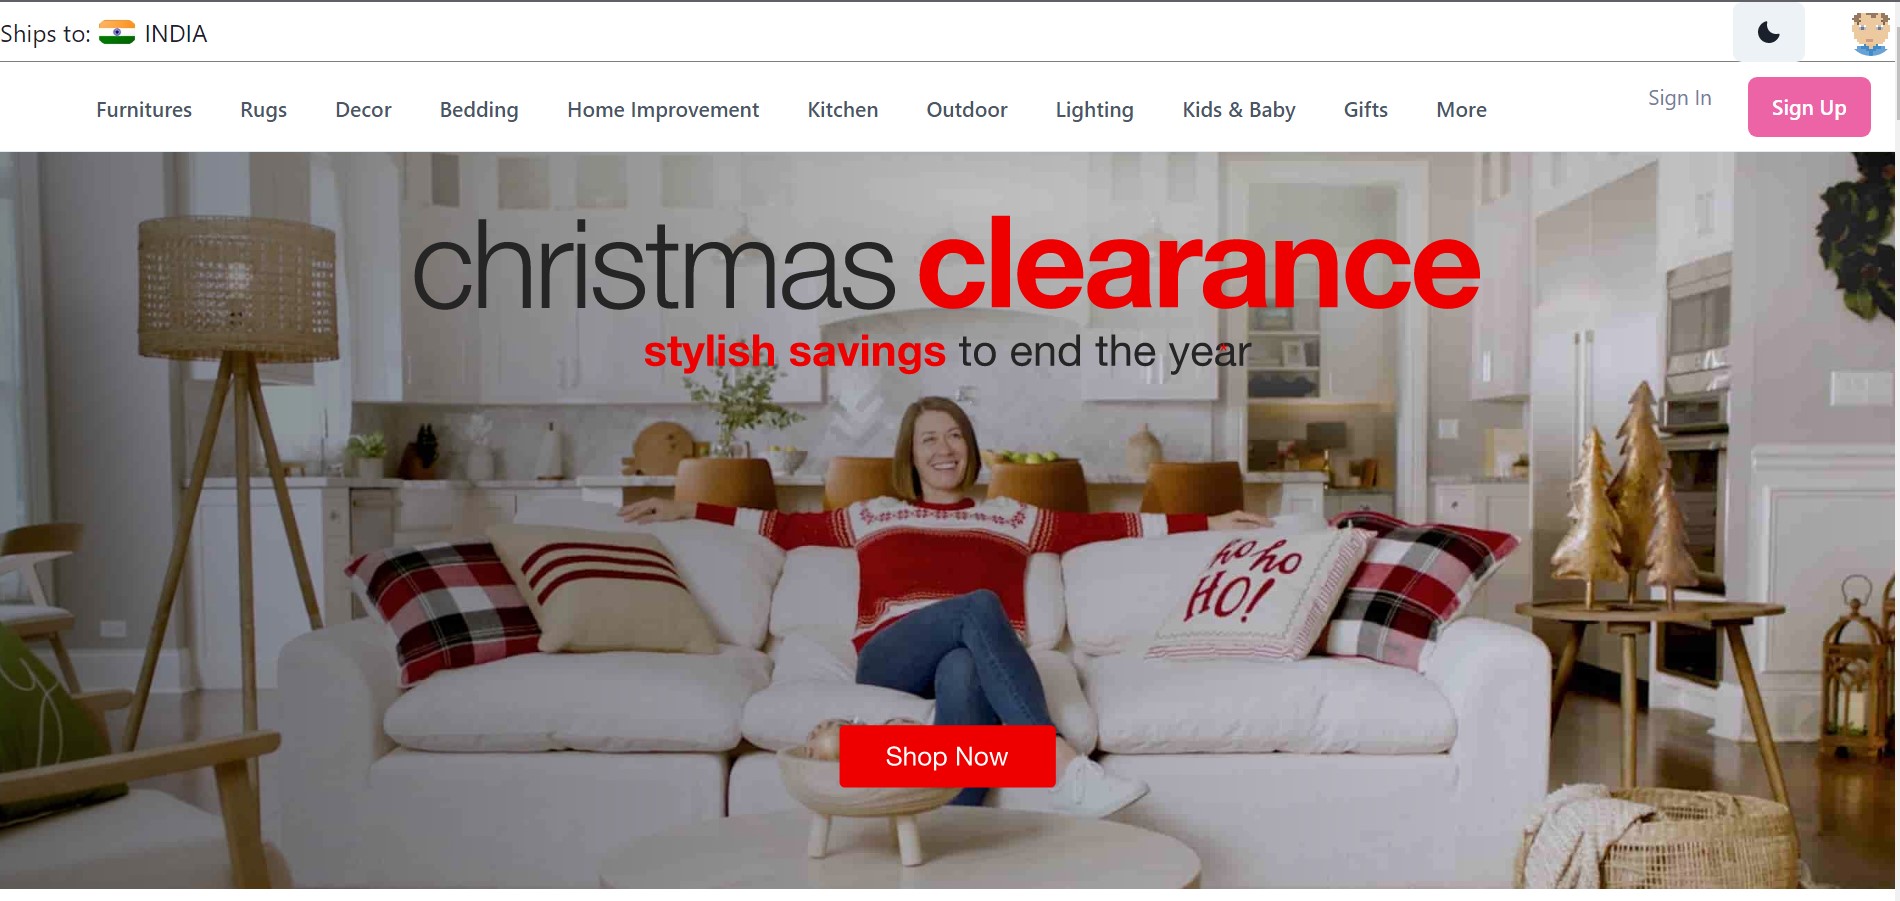 Ships to: INDIA
Furnitures Rugs Decor Bedding Home Improvement Kitchen Outdoor Lighting Kids & Baby Gifts More Sign In Sign Up
christmas clearance
stylish savings to end the year
ho ho
HO!
Shop Now